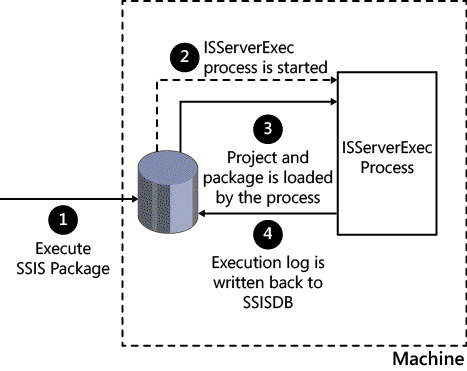 2
ISServerExec
process is started
3
Project and
package is loaded
by the process
ISServerExec
Process
1
Execute
SSIS Package
4
Execution log is
written back to
SSISDB
Machine